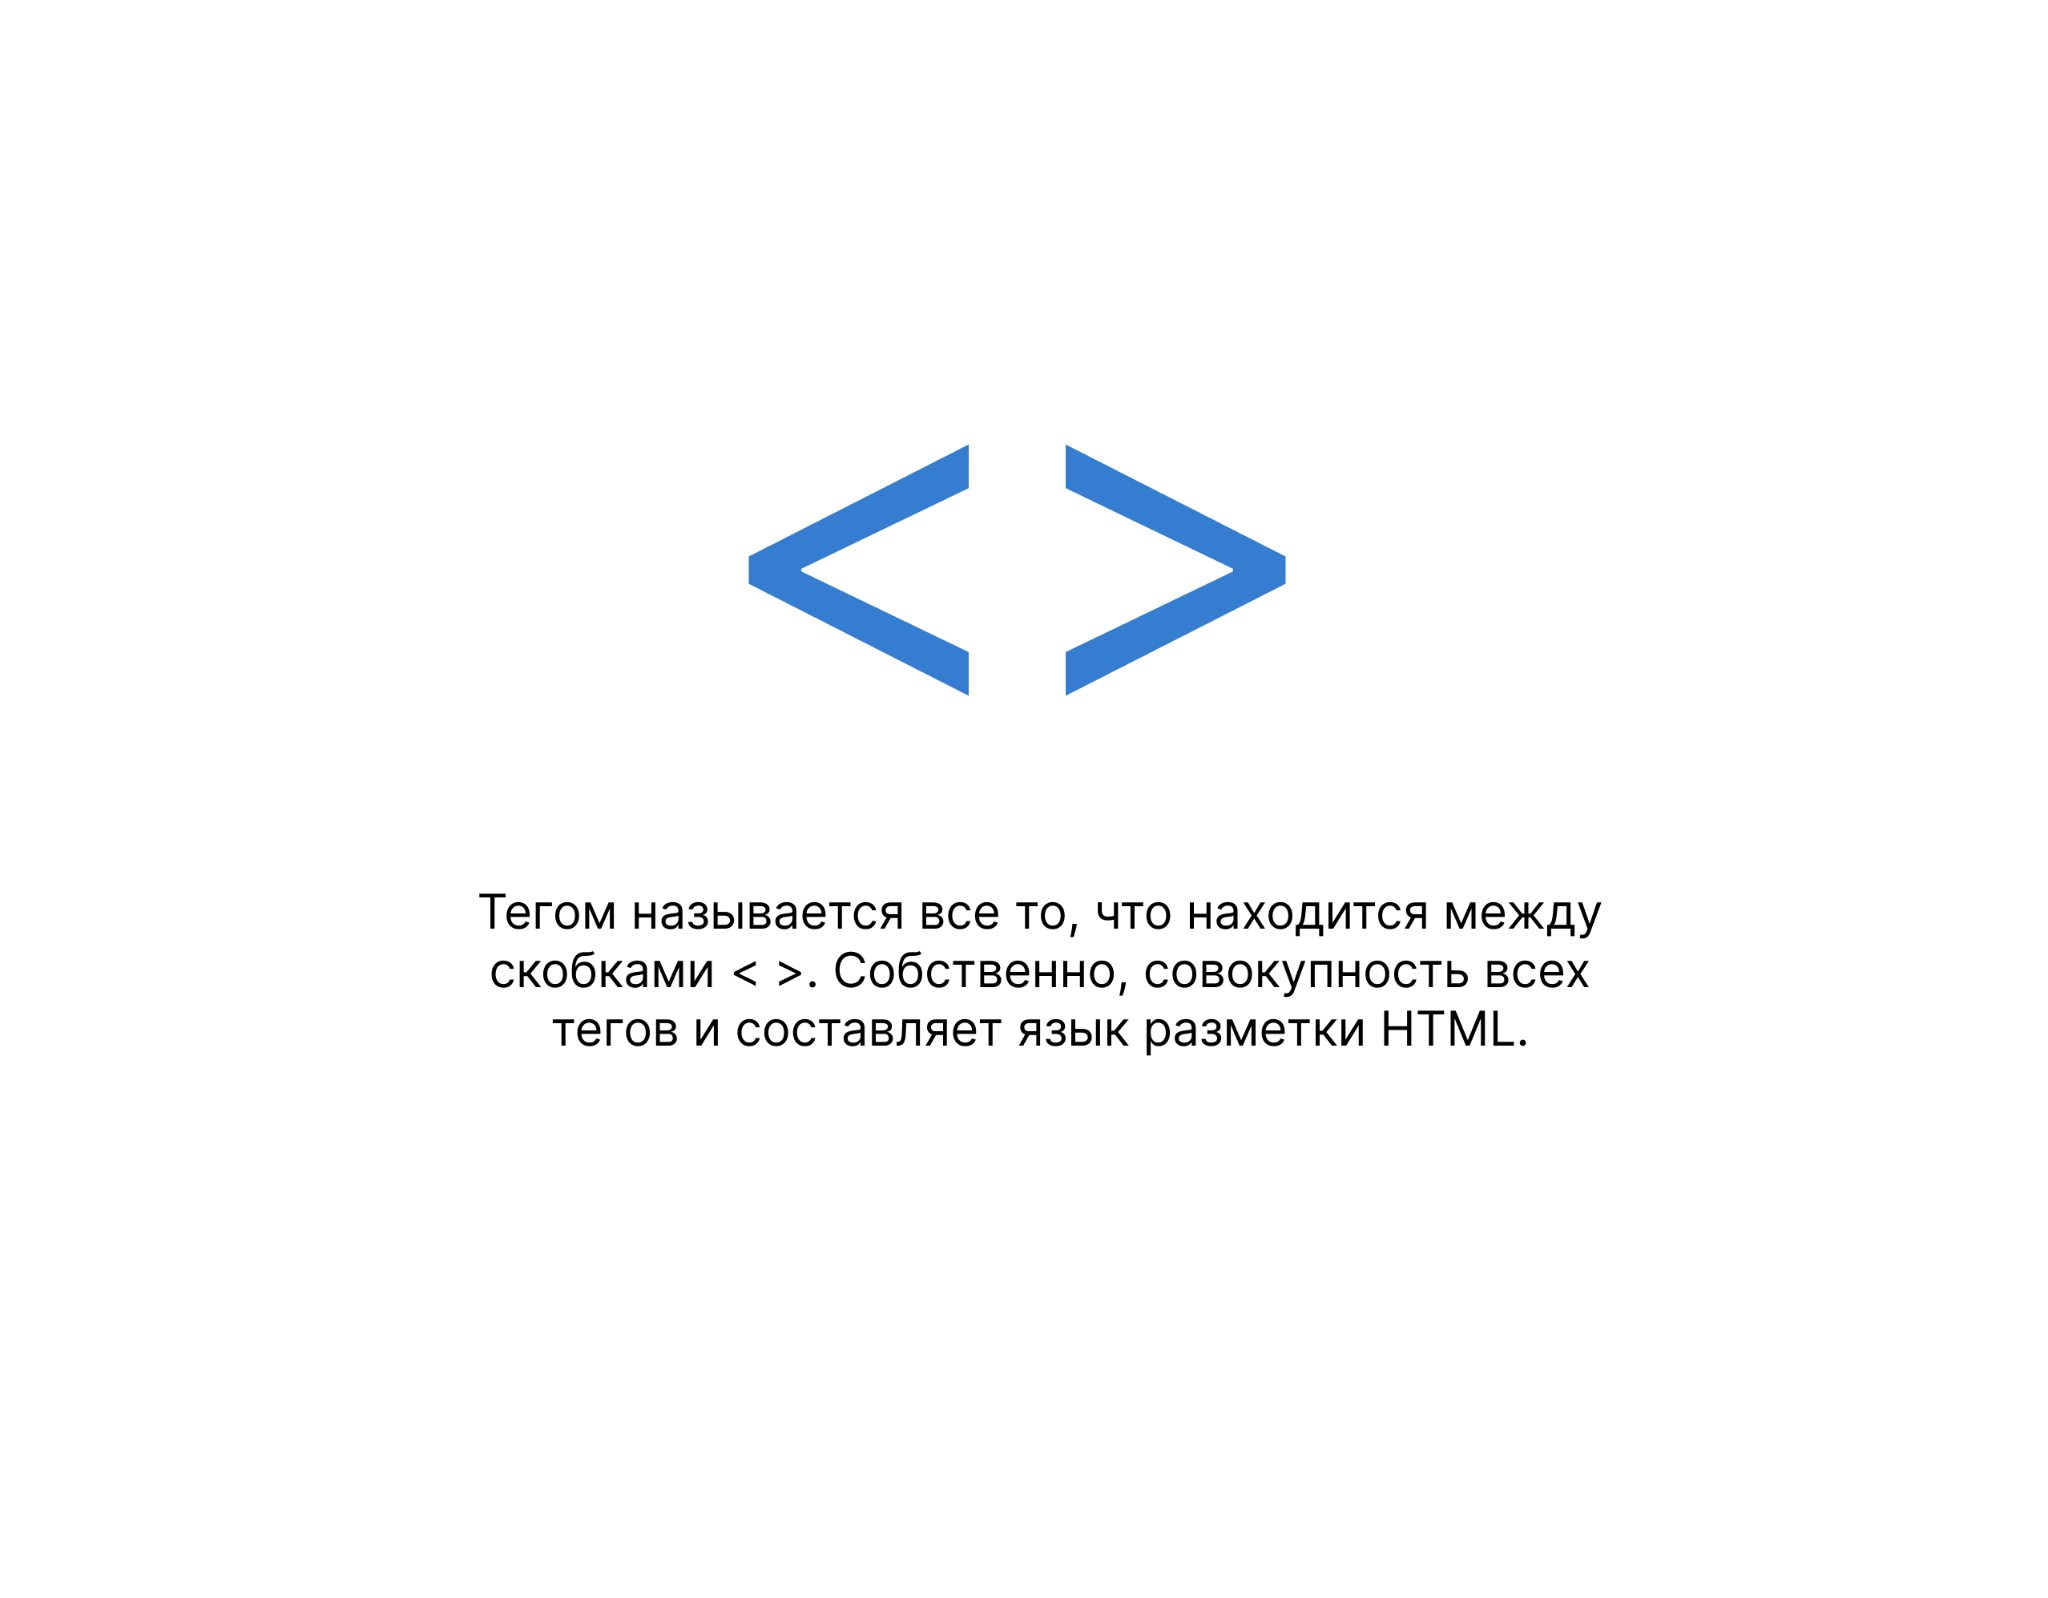 < >
Тегом называется все то, что находится между
скобками < >. Собственно, совокупность всех
тегов и составляет язык разметки HTML.